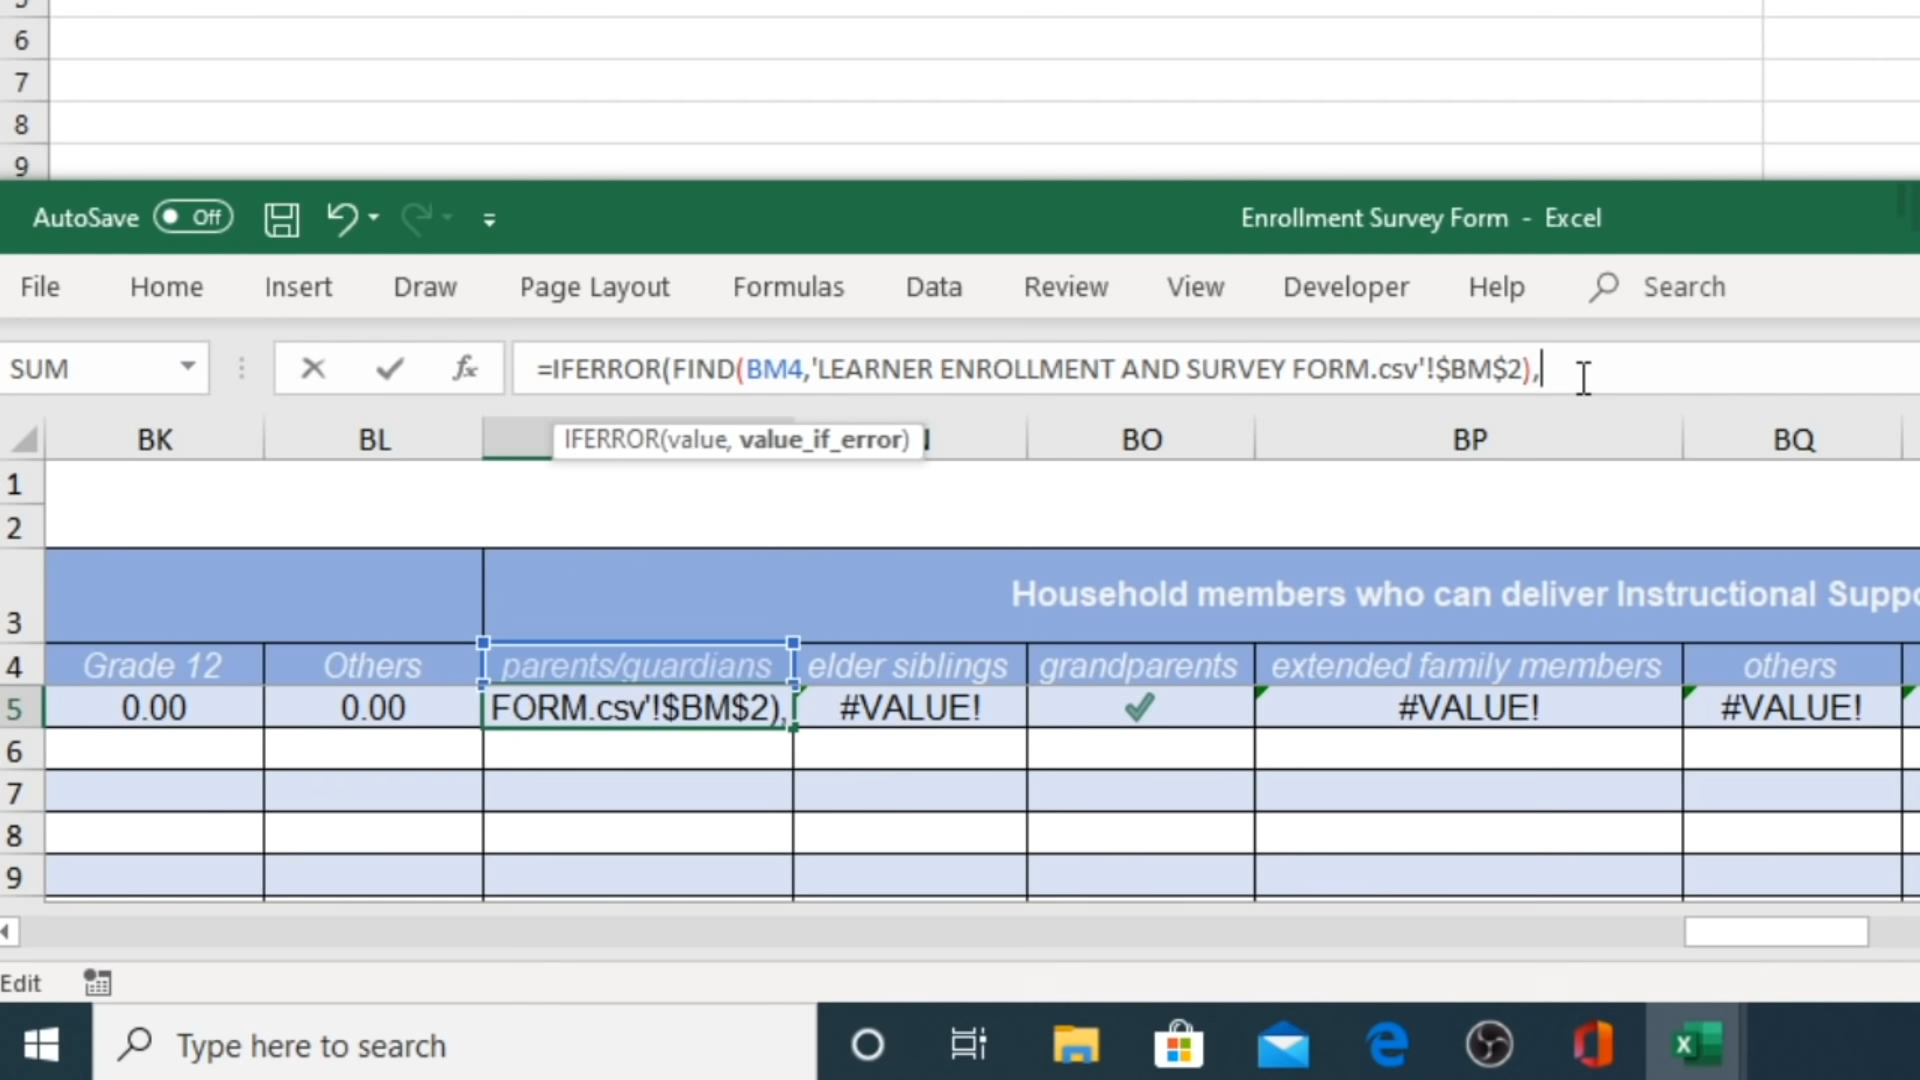 6
7
8
9
AutoSave Off Enrollment Survey Form - Excel
File Home Insert Draw Page Layout Formulas Data Review View Developer Help Search
SUM fx =IFERROR(FIND(BM4,'LEARNER ENROLLMENT AND SURVEY FORM.csv'!$BM$2),
IFERROR(value, value_if_error)
BK BL BO BP BQ
1
2
3 Household members who can deliver Instructional Suppo
4 Grade 12 Others parents/guardians elder siblings grandparents extended family members others
5 0.00 0.00 FORM.csv'!$BM$2), #VALUE! #VALUE! #VALUE!
6
7
8
9
Edit
Type here to search